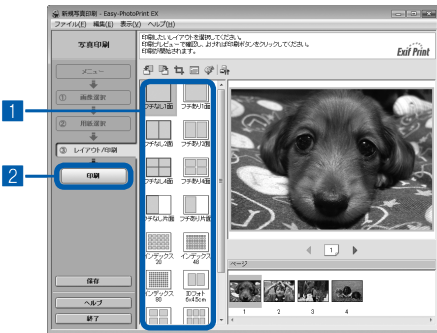 新規写真印刷 - Easy-PhotoPrint EX
ファイル(F) 編集(E) 表示(V) ヘルプ(H)
写真印刷
印刷したいレイアウトを選択してください。
印刷プレビューで確認し、よければ印刷ボタンをクリックしてください。
印刷が開始されます。
Exif Print
メニュー
① 画像選択
② 用紙選択
③ レイアウト/印刷
印刷
保存
ヘルプ
終了
1
2
フチなし1面 フチあり1面
フチなし2面 フチあり2面
フチなし4面 フチあり4面
フチなし片面 フチあり片面
インデックス 20 インデックス 48
インデックス 80 IDフォト 6x4.5cm
1
ページ
1 2 3 4